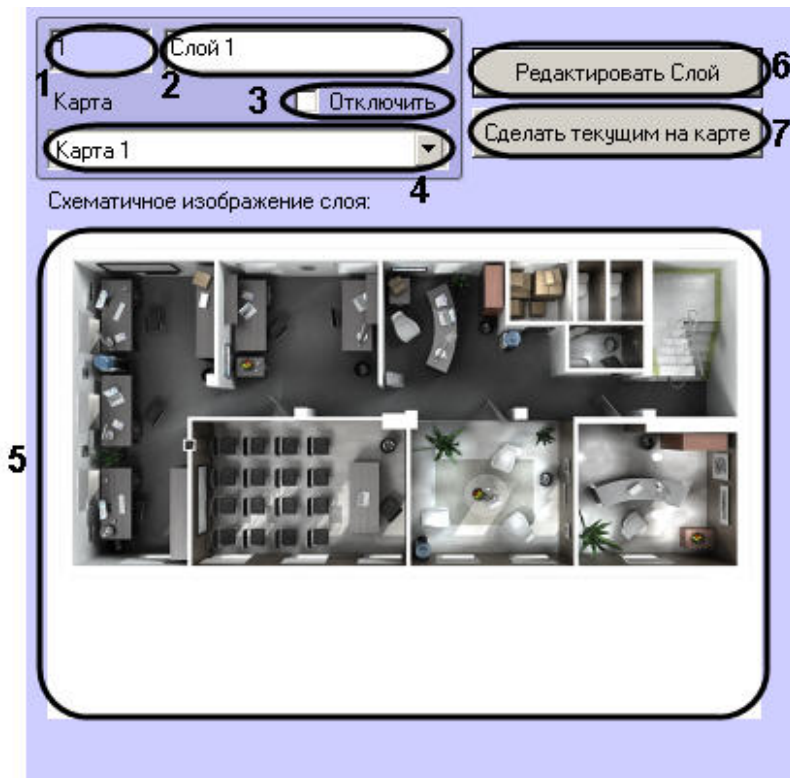 1
Слой 1
1
2
Карта
3
Отключить
Карта 1
4
Редактировать Слой
6
Сделать текущим на карте
7
Схематичное изображение слоя:
5